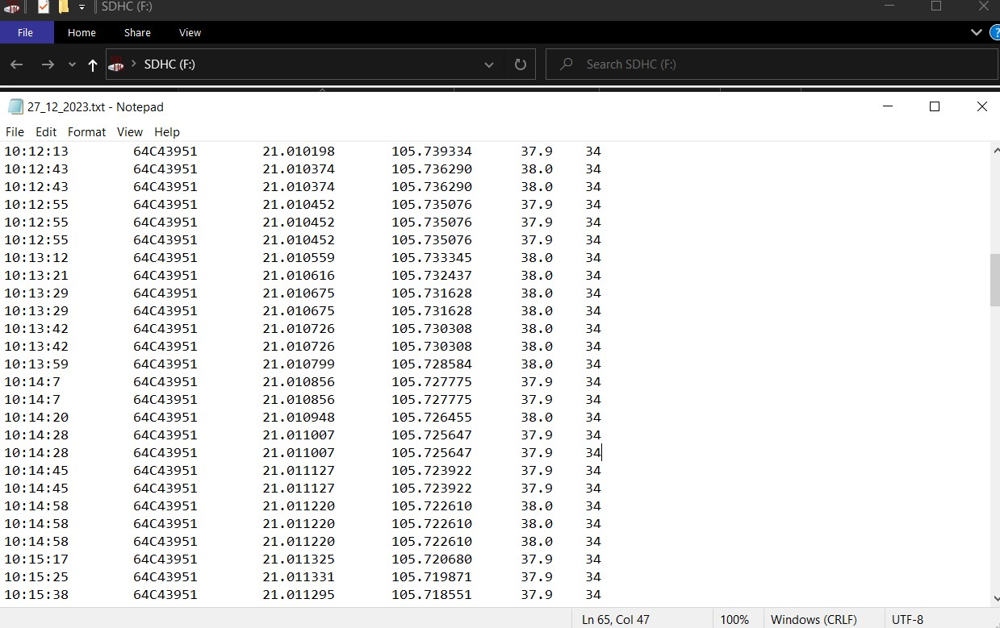 SDHC (F:)
File Home Share View
SDHC (F:) Search SDHC (F:)
27_12_2023.txt - Notepad
File Edit Format View Help
10:12:13 64C43951 21.010198 105.739334 37.9 34
10:12:43 64C43951 21.010374 105.736290 38.0 34
10:12:43 64C43951 21.010374 105.736290 38.0 34
10:12:55 64C43951 21.010452 105.735076 37.9 34
10:12:55 64C43951 21.010452 105.735076 37.9 34
10:12:55 64C43951 21.010452 105.735076 37.9 34
10:13:12 64C43951 21.010559 105.733345 38.0 34
10:13:21 64C43951 21.010616 105.732437 38.0 34
10:13:29 64C43951 21.010675 105.731628 38.0 34
10:13:29 64C43951 21.010675 105.731628 38.0 34
10:13:42 64C43951 21.010726 105.730308 38.0 34
10:13:42 64C43951 21.010726 105.730308 38.0 34
10:13:59 64C43951 21.010799 105.728584 38.0 34
10:14:7 64C43951 21.010856 105.727775 37.9 34
10:14:7 64C43951 21.010856 105.727775 37.9 34
10:14:20 64C43951 21.010948 105.726455 38.0 34
10:14:28 64C43951 21.011007 105.725647 37.9 34
10:14:28 64C43951 21.011007 105.725647 37.9 34
10:14:45 64C43951 21.011127 105.723922 37.9 34
10:14:45 64C43951 21.011127 105.723922 37.9 34
10:14:58 64C43951 21.011220 105.722610 38.0 34
10:14:58 64C43951 21.011220 105.722610 38.0 34
10:14:58 64C43951 21.011220 105.722610 38.0 34
10:15:17 64C43951 21.011325 105.720680 37.9 34
10:15:25 64C43951 21.011331 105.719871 37.9 34
10:15:38 64C43951 21.011295 105.718551 37.9 34
Ln 65, Col 47 100% Windows (CRLF) UTF-8